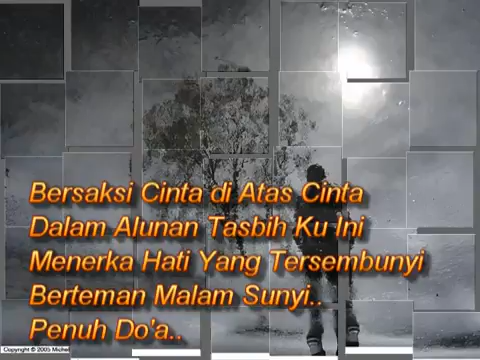 Bersaksi Cinta di Atas Cinta
Dalam Alunan Tasbih Ku Ini
Menerka Hati Yang Tersembunyi
Berteman Malam Sunyi..
Penuh Do'a..
Copyright © 2005 Michel